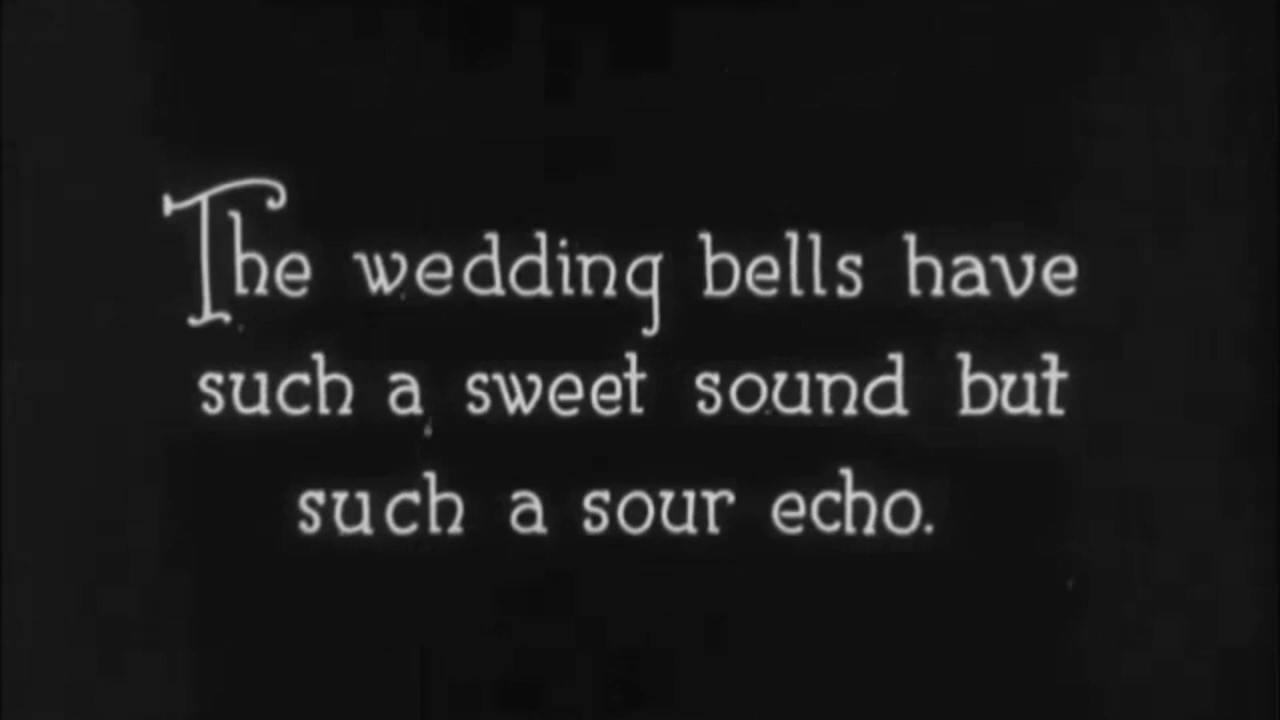 The wedding bells have
such a sweet sound but
such a sour echo.